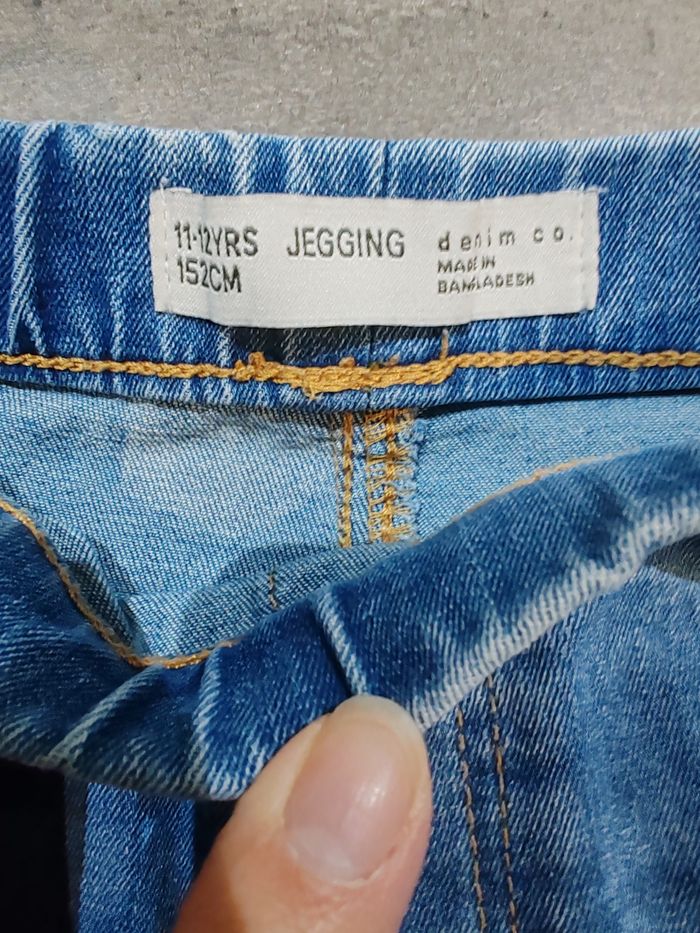 11-12YRS JEGGING denim co.
152CM MADE IN
BANGLADESH